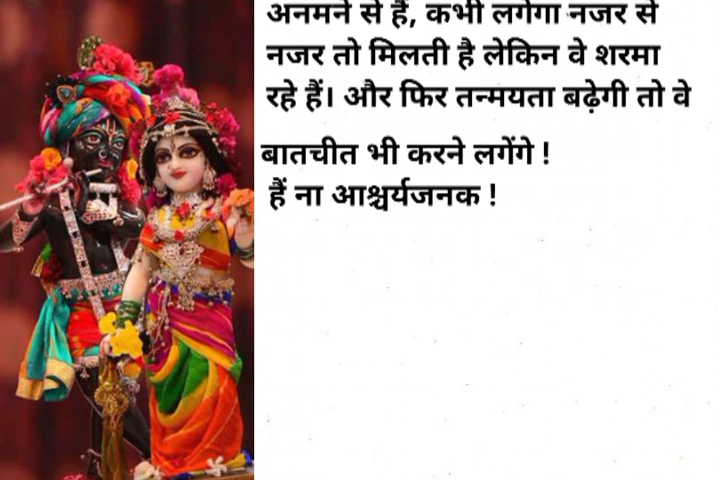 अनमने से हैं, कभी लगेगा नजर से
नजर तो मिलती है लेकिन वे शरमा
रहे हैं। और फिर तन्मयता बढ़ेगी तो वे
बातचीत भी करने लगेंगे !
हैं ना आश्चर्यजनक !